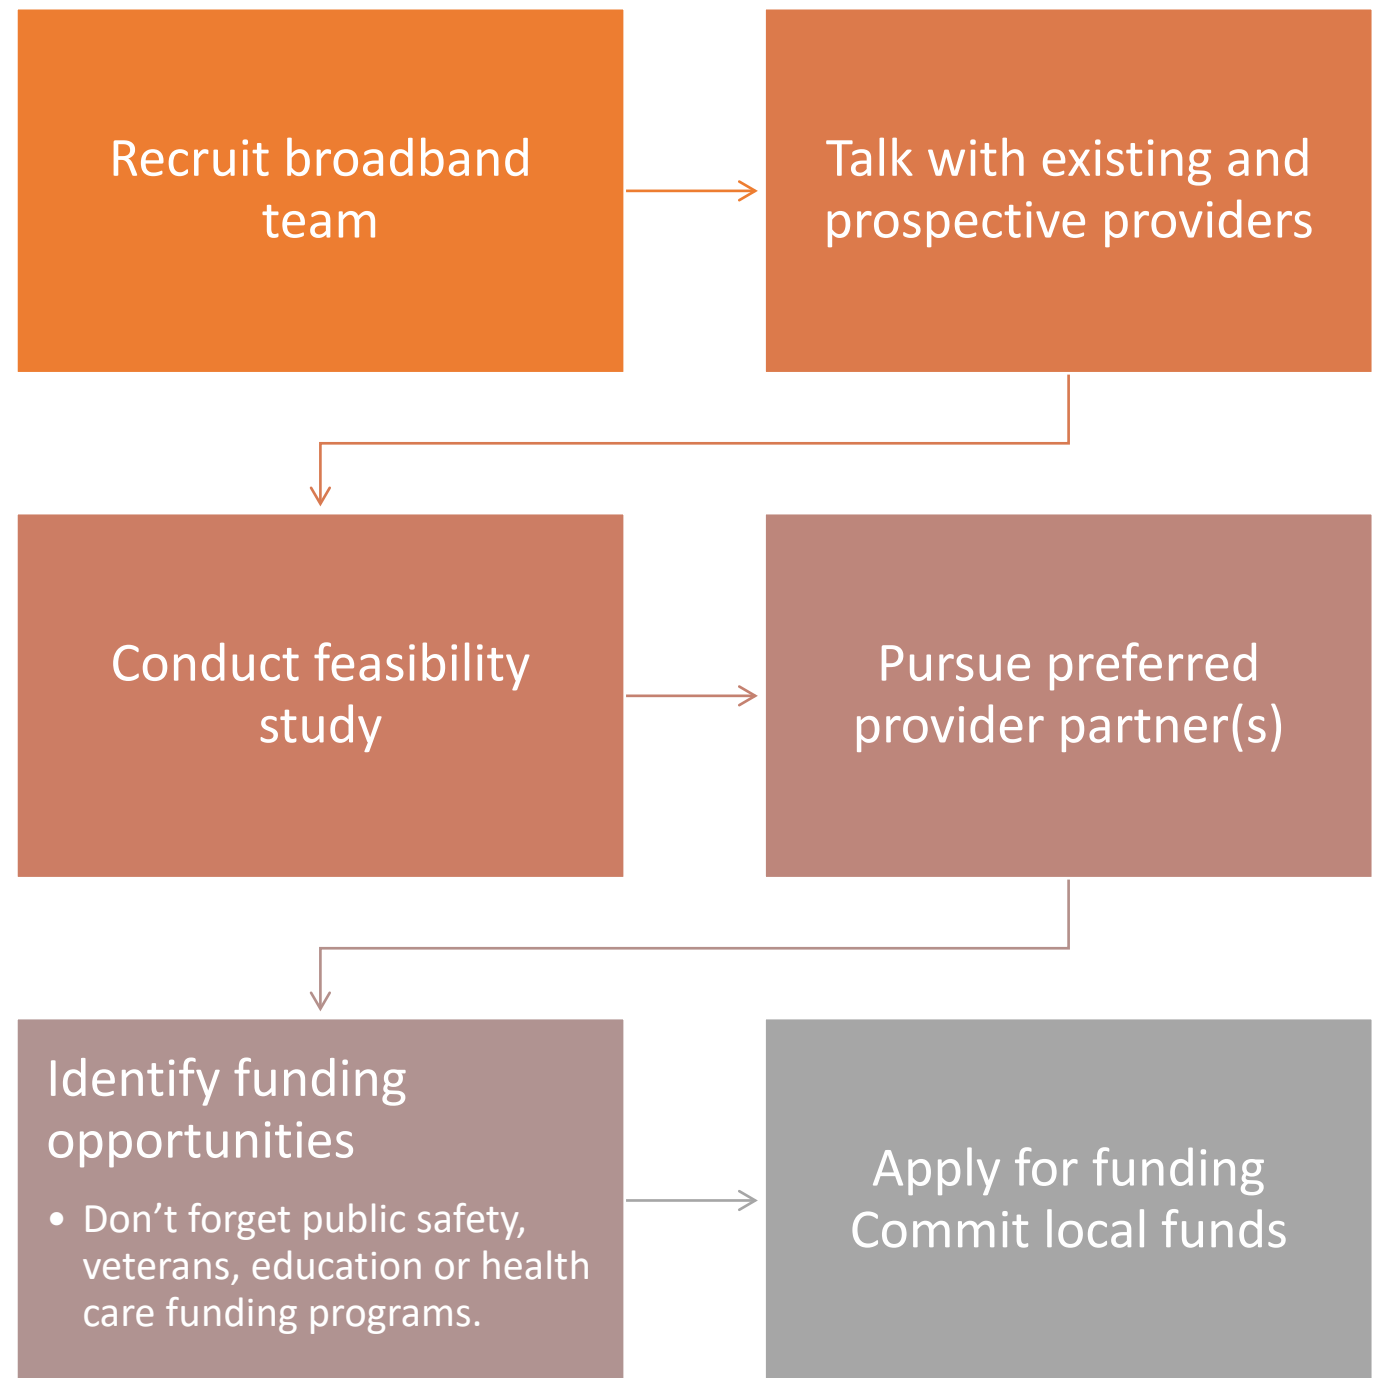 Recruit broadband
team
Talk with existing and
prospective providers
Conduct feasibility
study
Pursue preferred
provider partner(s)
Identify funding
opportunities
• Don’t forget public safety,
veterans, education or health
care funding programs.
Apply for funding
Commit local funds